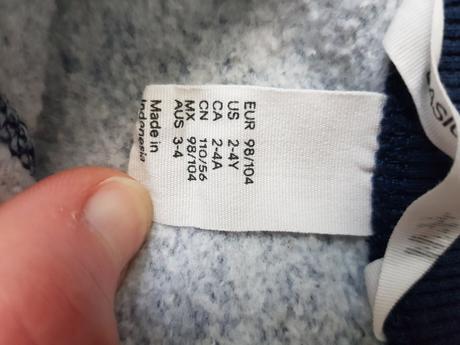 EUR 98/104
US 2-4Y
CA 2-4A
CN 110/56
MX 98/104
AUS 3-4
Made in
Indonesia